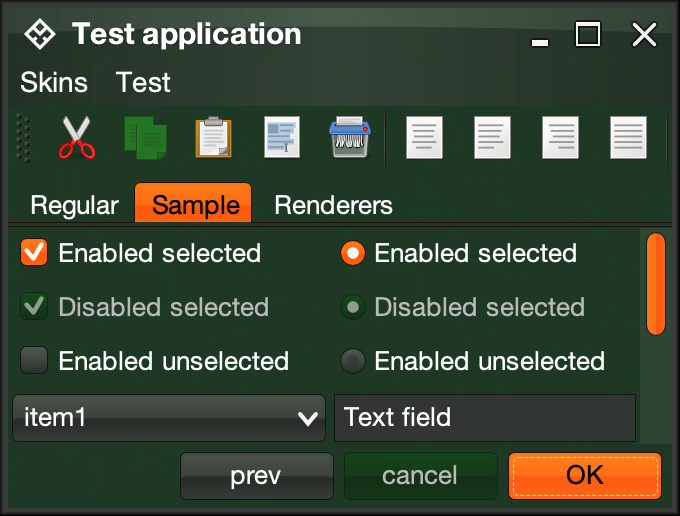 Test application
Skins Test
Regular Sample Renderers
Enabled selected Enabled selected
Disabled selected Disabled selected
Enabled unselected Enabled unselected
item1 Text field
prev cancel OK